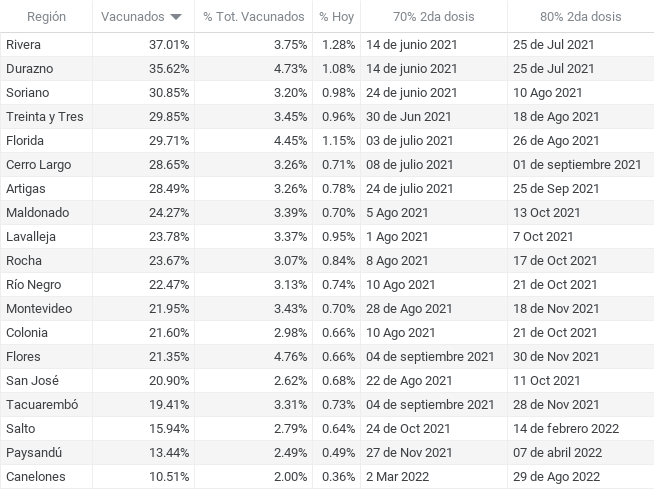 Región Vacunados % Tot. Vacunados % Hoy 70% 2da dosis 80% 2da dosis
Rivera 37.01% 3.75% 1.28% 14 de junio 2021 25 de Jul 2021
Durazno 35.62% 4.73% 1.08% 14 de junio 2021 25 de Jul 2021
Soriano 30.85% 3.20% 0.98% 24 de junio 2021 10 Ago 2021
Treinta y Tres 29.85% 3.45% 0.96% 30 de Jun 2021 18 de Ago 2021
Florida 29.71% 4.45% 1.15% 03 de julio 2021 26 de Ago 2021
Cerro Largo 28.65% 3.26% 0.71% 08 de julio 2021 01 de septiembre 2021
Artigas 28.49% 3.26% 0.78% 24 de julio 2021 25 de Sep 2021
Maldonado 24.27% 3.39% 0.70% 5 Ago 2021 13 Oct 2021
Lavalleja 23.78% 3.37% 0.95% 1 Ago 2021 7 Oct 2021
Rocha 23.67% 3.07% 0.84% 8 Ago 2021 17 de Oct 2021
Río Negro 22.47% 3.13% 0.74% 10 Ago 2021 21 de Oct 2021
Montevideo 21.95% 3.43% 0.70% 28 de Ago 2021 18 de Nov 2021
Colonia 21.60% 2.98% 0.66% 10 Ago 2021 21 de Oct 2021
Flores 21.35% 4.76% 0.66% 04 de septiembre 2021 30 de Nov 2021
San José 20.90% 2.62% 0.68% 22 de Ago 2021 11 Oct 2021
Tacuarembó 19.41% 3.31% 0.73% 04 de septiembre 2021 28 de Nov 2021
Salto 15.94% 2.79% 0.64% 24 de Oct 2021 14 de febrero 2022
Paysandú 13.44% 2.49% 0.49% 27 de Nov 2021 07 de abril 2022
Canelones 10.51% 2.00% 0.36% 2 Mar 2022 29 de Ago 2022